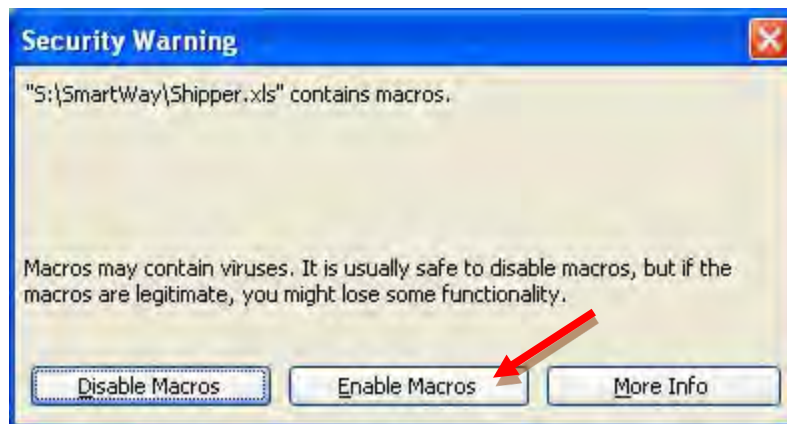 Security Warning
"S:\SmartWay\Shipper.xls" contains macros.
Macros may contain viruses. It is usually safe to disable macros, but if the
macros are legitimate, you might lose some functionality.
Disable Macros Enable Macros More Info